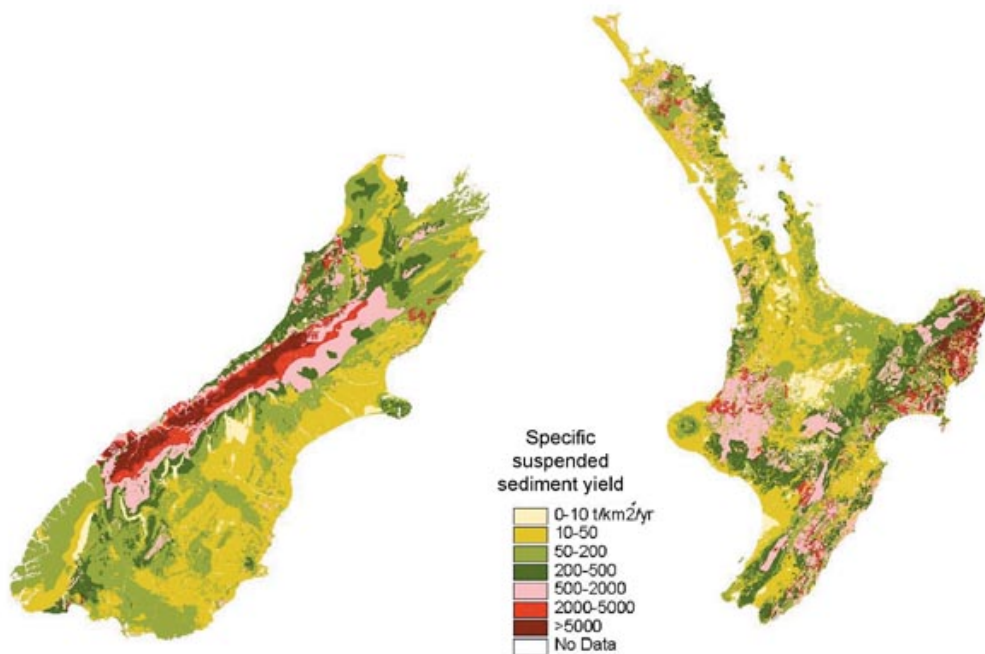 Specific
suspended
sediment yield
0-10 t/km2/yr
10-50
50-200
200-500
500-2000
2000-5000
>5000
No Data